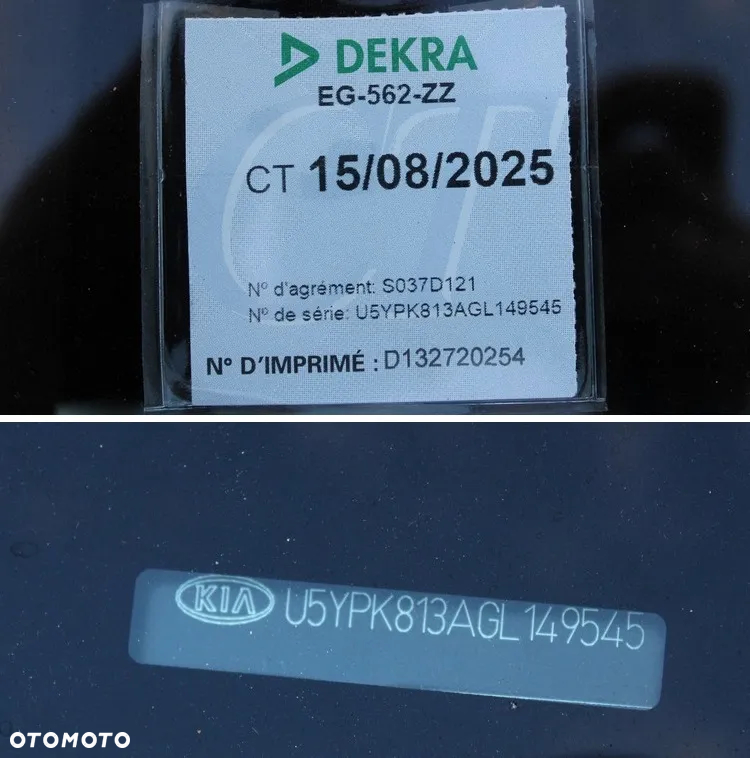 DEKRA
EG-562-ZZ
CT 15/08/2025
N° d'agrément: S037D121
N° de série: U5YPK813AGL149545
N° D'IMPRIMÉ : D132720254
KIA U5YPK813AGL149545
OTOMOTO